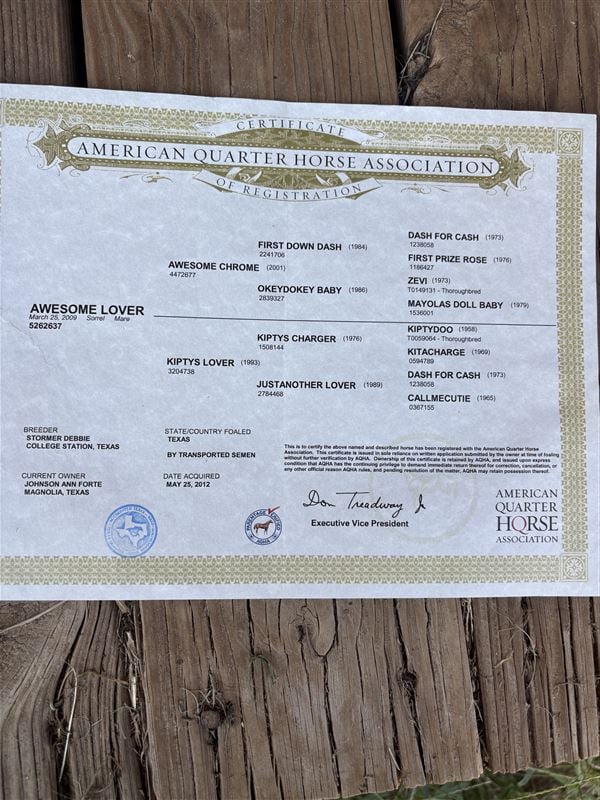 CERTIFICATE
AMERICAN QUARTER HORSE ASSOCIATION
OF REGISTRATION
DASH FOR CASH (1973)
1238058
FIRST DOWN DASH (1984)
2241706
FIRST PRIZE ROSE (1976)
1186427
AWESOME CHROME (2001)
4472677
ZEVI (1973)
T0149131 - Thoroughbred
OKEYDOKEY BABY (1986)
2839327
MAYOLAS DOLL BABY (1979)
1536001
AWESOME LOVER
March 25, 2009 Sorrel Mare
5262637
KIPTYDOO (1958)
T0059064 - Thoroughbred
KIPTYS CHARGER (1976)
1508144
KITACHARGE (1969)
0594789
KIPTYS LOVER (1993)
3204738
DASH FOR CASH (1973)
1238058
JUSTANOTHER LOVER (1989)
2784468
CALLMECUTIE (1965)
0367155
BREEDER
STORMER DEBBIE
COLLEGE STATION, TEXAS
STATE/COUNTRY FOALED
TEXAS
BY TRANSPORTED SEMEN
CURRENT OWNER
JOHNSON ANN FORTE
MAGNOLIA, TEXAS
DATE ACQUIRED
MAY 25, 2012
This is to certify the above named and described horse has been registered with the American Quarter Horse
Association. This certificate is issued in sole reliance on written application submitted by the owner at time of foaling
without further verification by AQHA. Ownership of this certificate is retained by AQHA, and issued upon express
condition that AQHA has the continuing privilege to demand immediate return thereof for correction, cancellation, or
any other official reason AQHA rules, and pending resolution of the matter, AQHA may retain possession thereof.
PARENTAGE VERIFIED
AQHA
Don Treadway Jr
Executive Vice President
AMERICAN
QUARTER
HORSE
ASSOCIATION